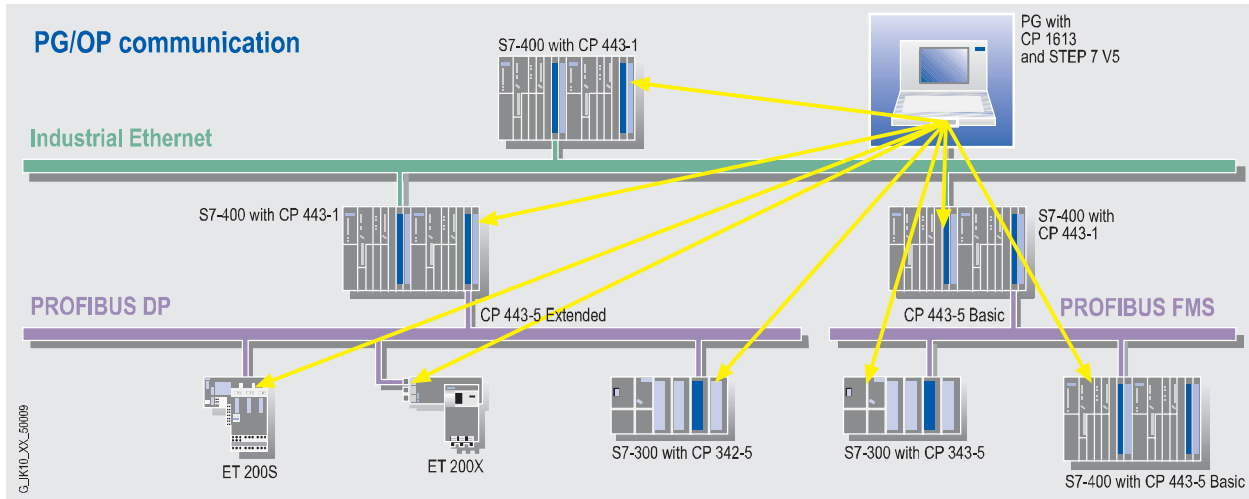 PG/OP communication
S7-400 with CP 443-1
PG with
CP 1613
and STEP 7 V5
Industrial Ethernet
S7-400 with CP 443-1
S7-400 with
CP 443-1
PROFIBUS DP
CP 443-5 Extended
CP 443-5 Basic
PROFIBUS FMS
G_IK10_XX_50009
ET 200S
ET 200X
S7-300 with CP 342-5
S7-300 with CP 343-5
S7-400 with CP 443-5 Basic